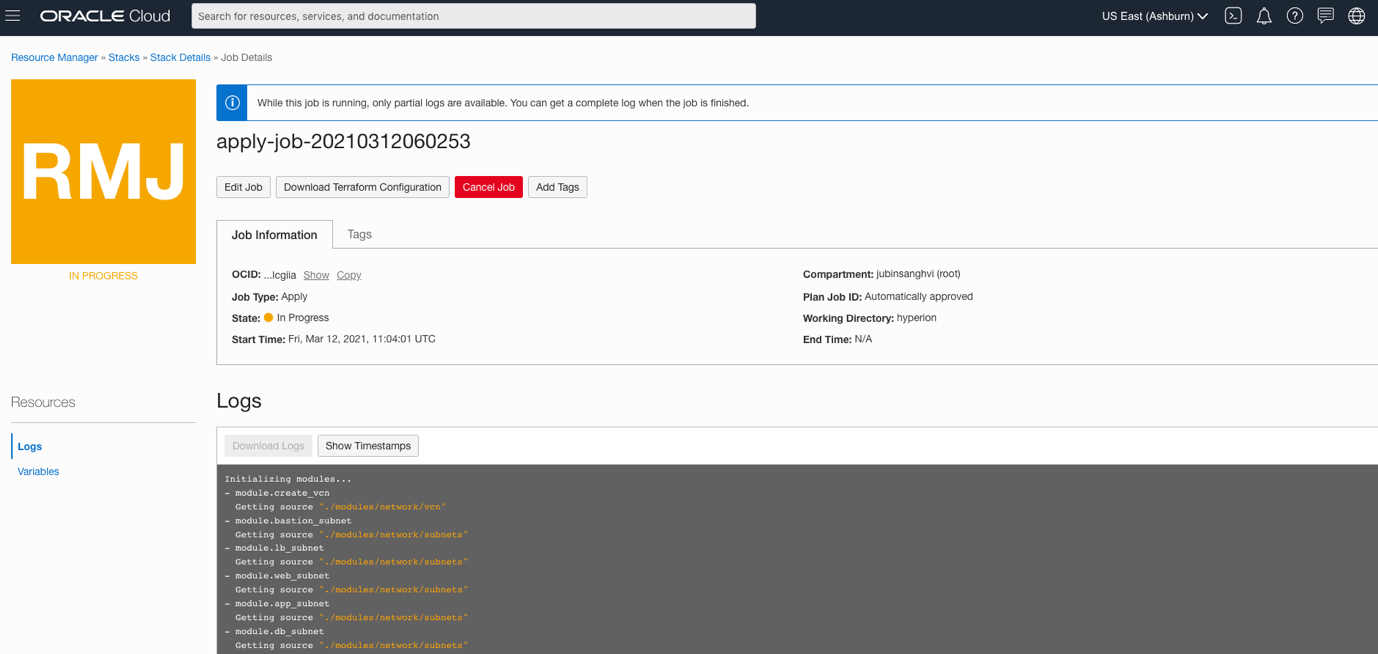 ORACLE Cloud
Search for resources, services, and documentation
US East (Ashburn)
Resource Manager » Stacks » Stack Details » Job Details
RMJ
IN PROGRESS
While this job is running, only partial logs are available. You can get a complete log when the job is finished.
apply-job-20210312060253
Edit Job Download Terraform Configuration Cancel Job Add Tags
Job Information Tags
OCID: ...lcgiia Show Copy
Compartment: jubinsanghvi (root)
Job Type: Apply
Plan Job ID: Automatically approved
State: In Progress
Working Directory: hyperion
Start Time: Fri, Mar 12, 2021, 11:04:01 UTC
End Time: N/A
Resources
Logs
Variables
Logs
Download Logs Show Timestamps
Initializing modules...
- module.create_vcn
Getting source "./modules/network/vcn"
- module.bastion_subnet
Getting source "./modules/network/subnets"
- module.lb_subnet
Getting source "./modules/network/subnets"
- module.web_subnet
Getting source "./modules/network/subnets"
- module.app_subnet
Getting source "./modules/network/subnets"
- module.db_subnet
Getting source "./modules/network/subnets"